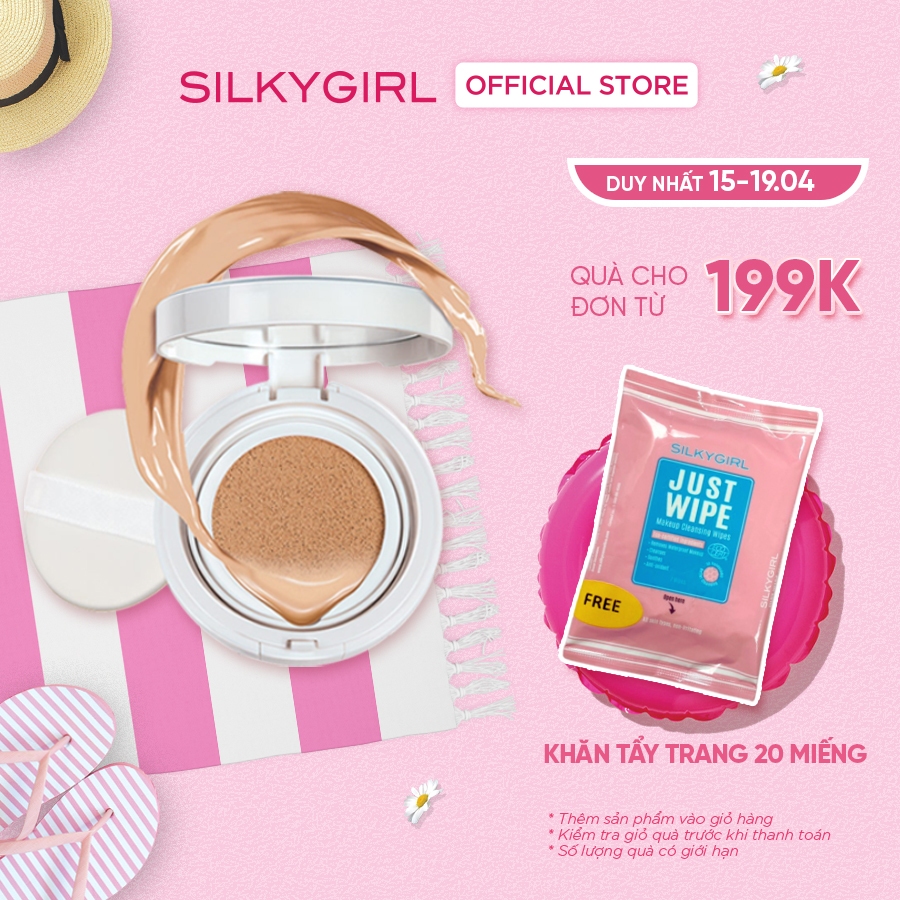 SILKYGIRL OFFICIAL STORE
DUY NHẤT 15-19.04
QUÀ CHO
ĐƠN TỪ
199K
SILKYGIRL
JUST
WIPE
Makeup Cleansing Wipes
SILKYGIRL
FREE
Open here
KHĂN TẨY TRANG 20 MIẾNG
* Thêm sản phẩm vào giỏ hàng
* Kiểm tra giỏ quà trước khi thanh toán
* Số lượng quà có giới hạn